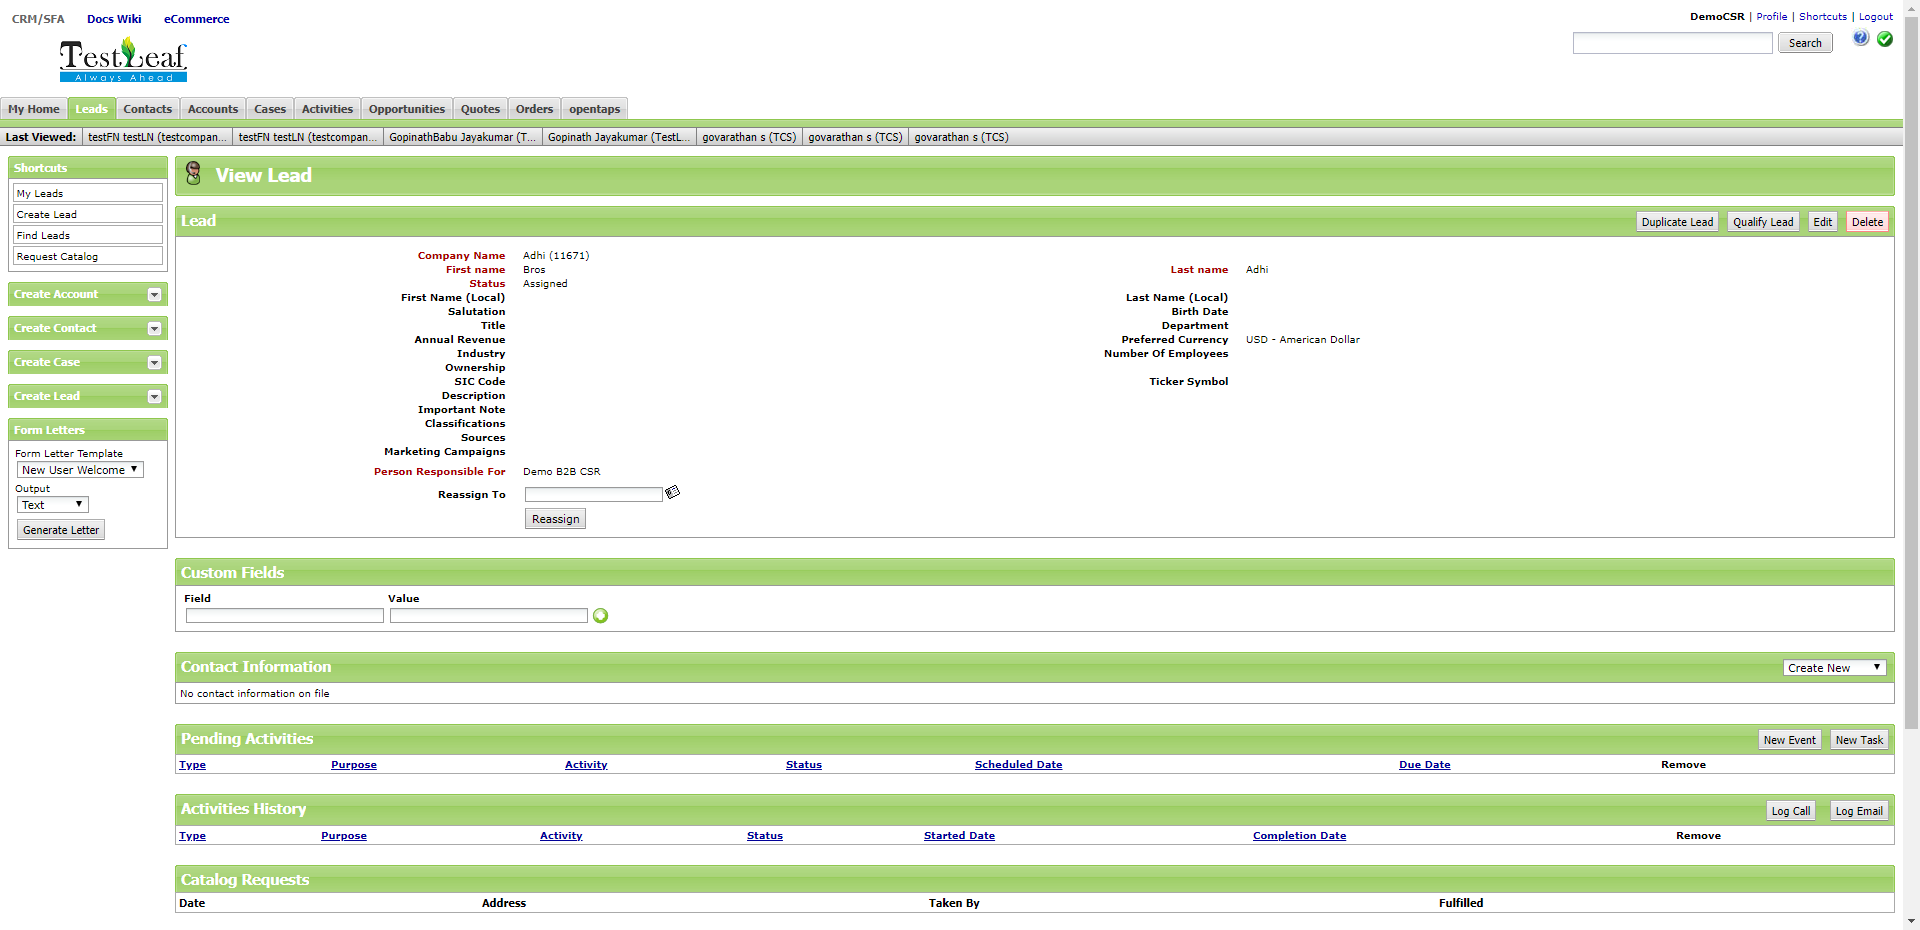 CRM/SFA Docs Wiki eCommerce
DemoCSR | Profile | Shortcuts | Logout
TestLeaf
Always Ahead
Search
My Home Leads Contacts Accounts Cases Activities Opportunities Quotes Orders opentaps
Last Viewed: testFN testLN (testcompan... testFN testLN (testcompan... GopinathBabu Jayakumar (T... Gopinath Jayakumar (TestL... govarathan s (TCS) govarathan s (TCS) govarathan s (TCS)
Shortcuts
My Leads
Create Lead
Find Leads
Request Catalog
Create Account
Create Contact
Create Case
Create Lead
Form Letters
Form Letter Template
New User Welcome
Output
Text
Generate Letter
View Lead
Lead Duplicate Lead Qualify Lead Edit Delete
Company Name Adhi (11671)
First name Bros Last name Adhi
Status Assigned
First Name (Local) Last Name (Local)
Salutation Birth Date
Title Department
Annual Revenue Preferred Currency USD - American Dollar
Industry Number Of Employees
Ownership
SIC Code Ticker Symbol
Description
Important Note
Classifications
Sources
Marketing Campaigns
Person Responsible For Demo B2B CSR
Reassign To
Reassign
Custom Fields
Field Value
Contact Information Create New
No contact information on file
Pending Activities New Event New Task
Type Purpose Activity Status Scheduled Date Due Date Remove
Activities History Log Call Log Email
Type Purpose Activity Status Started Date Completion Date Remove
Catalog Requests
Date Address Taken By Fulfilled